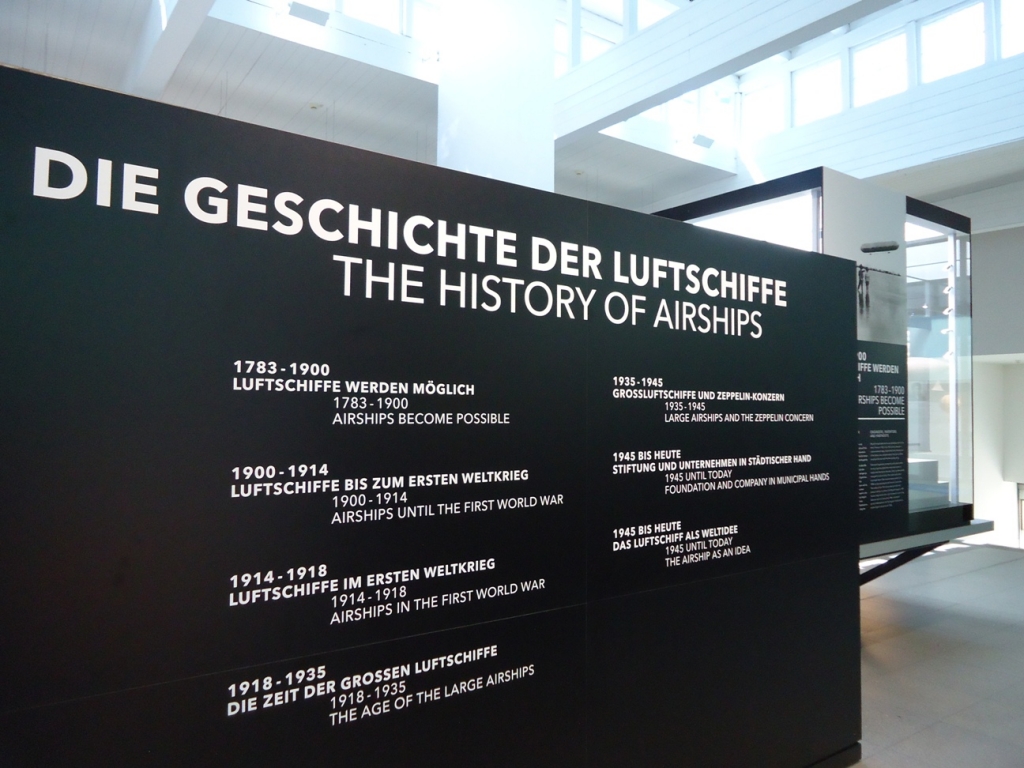 DIE GESCHICHTE DER LUFTSCHIFFE
THE HISTORY OF AIRSHIPS
1783-1900
LUFTSCHIFFE WERDEN MÖGLICH
1783-1900
AIRSHIPS BECOME POSSIBLE
1900-1914
LUFTSCHIFFE BIS ZUM ERSTEN WELTKRIEG
1900-1914
AIRSHIPS UNTIL THE FIRST WORLD WAR
1914-1918
LUFTSCHIFFE IM ERSTEN WELTKRIEG
1914-1918
AIRSHIPS IN THE FIRST WORLD WAR
1918-1935
DIE ZEIT DER GROSSEN LUFTSCHIFFE
1918-1935
THE AGE OF THE LARGE AIRSHIPS
1935-1945
GROSSLUFTSCHIFFE UND ZEPPELIN-KONZERN
1935-1945
LARGE AIRSHIPS AND THE ZEPPELIN CONCERN
1945 BIS HEUTE
STIFTUNG UND UNTERNEHMEN IN STÄDTISCHER HAND
1945 UNTIL TODAY
FOUNDATION AND COMPANY IN MUNICIPAL HANDS
1945 BIS HEUTE
DAS LUFTSCHIFF ALS WELTIDEE
1945 UNTIL TODAY
THE AIRSHIP AS AN IDEA
00
IFFE WERDEN
H
1783-1900
RSHIPS BECOME
POSSIBLE